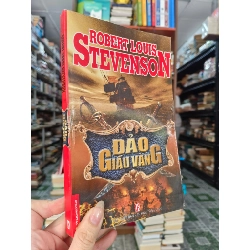 ROBERT LOUIS
STEVENSON
ĐẢO
GIẤU VÀNG